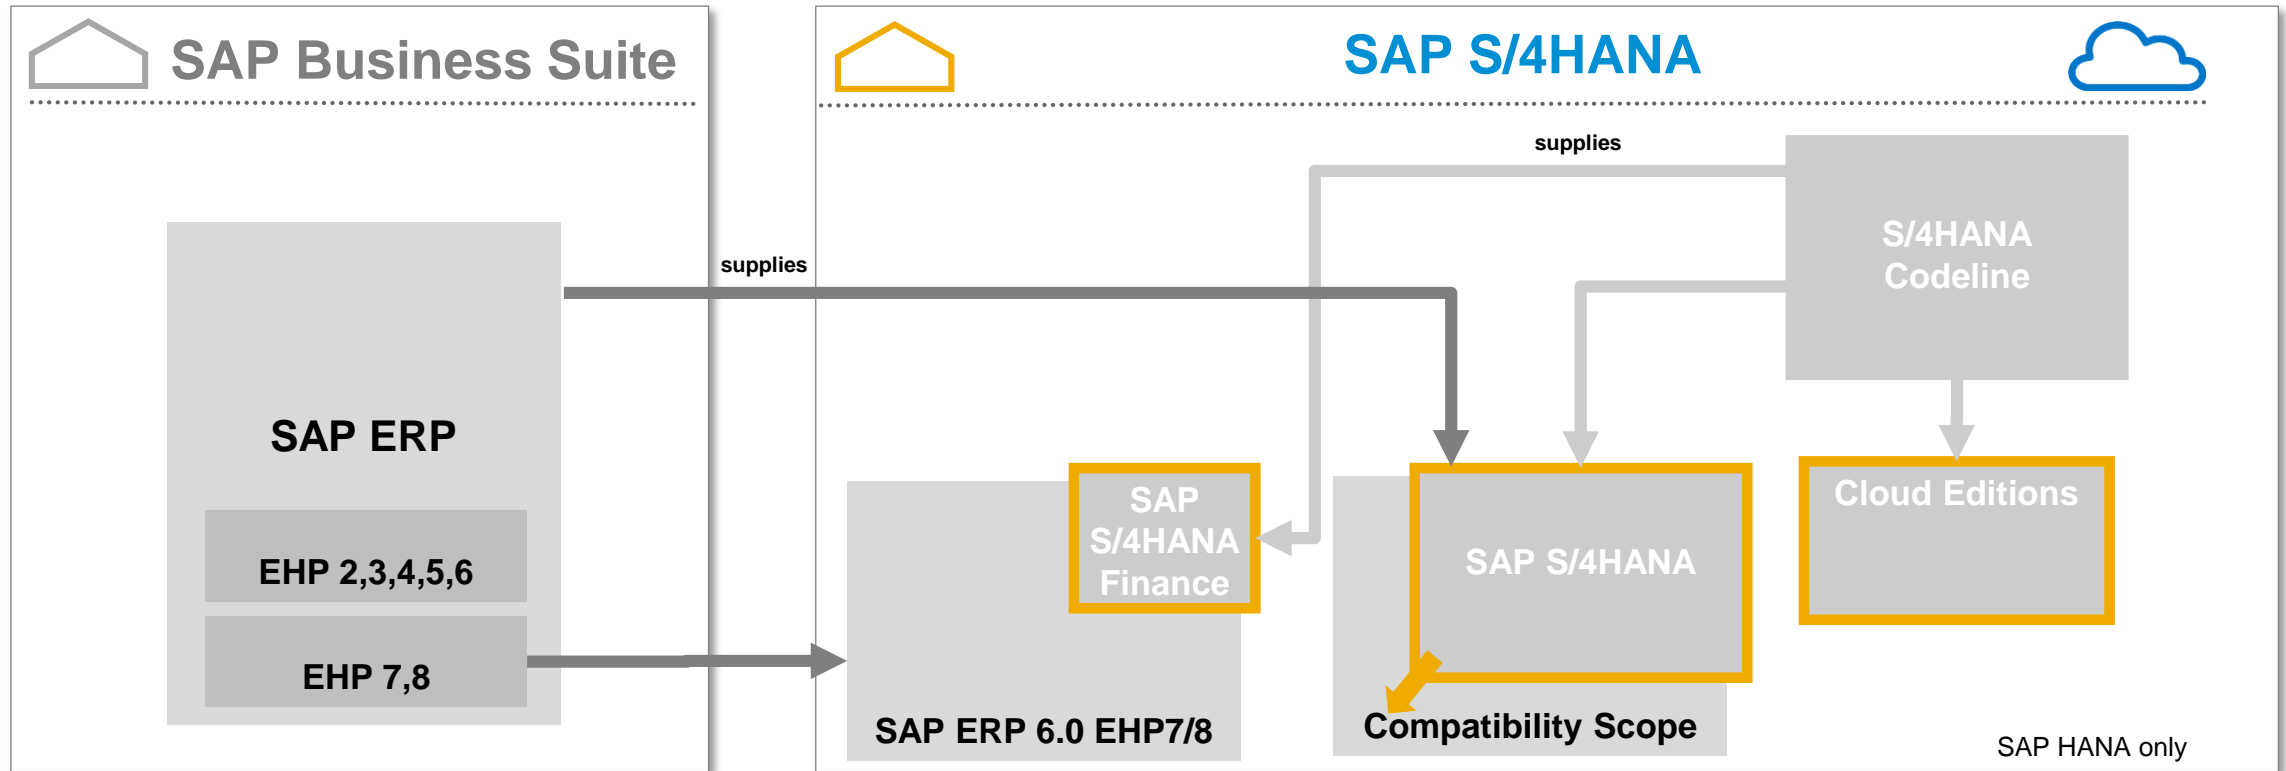 SAP Business Suite
SAP S/4HANA
supplies
S/4HANA
Codeline
supplies
SAP ERP
EHP 2,3,4,5,6
EHP 7,8
SAP
S/4HANA
Finance
SAP ERP 6.0 EHP7/8
SAP S/4HANA
Compatibility Scope
Cloud Editions
SAP HANA only